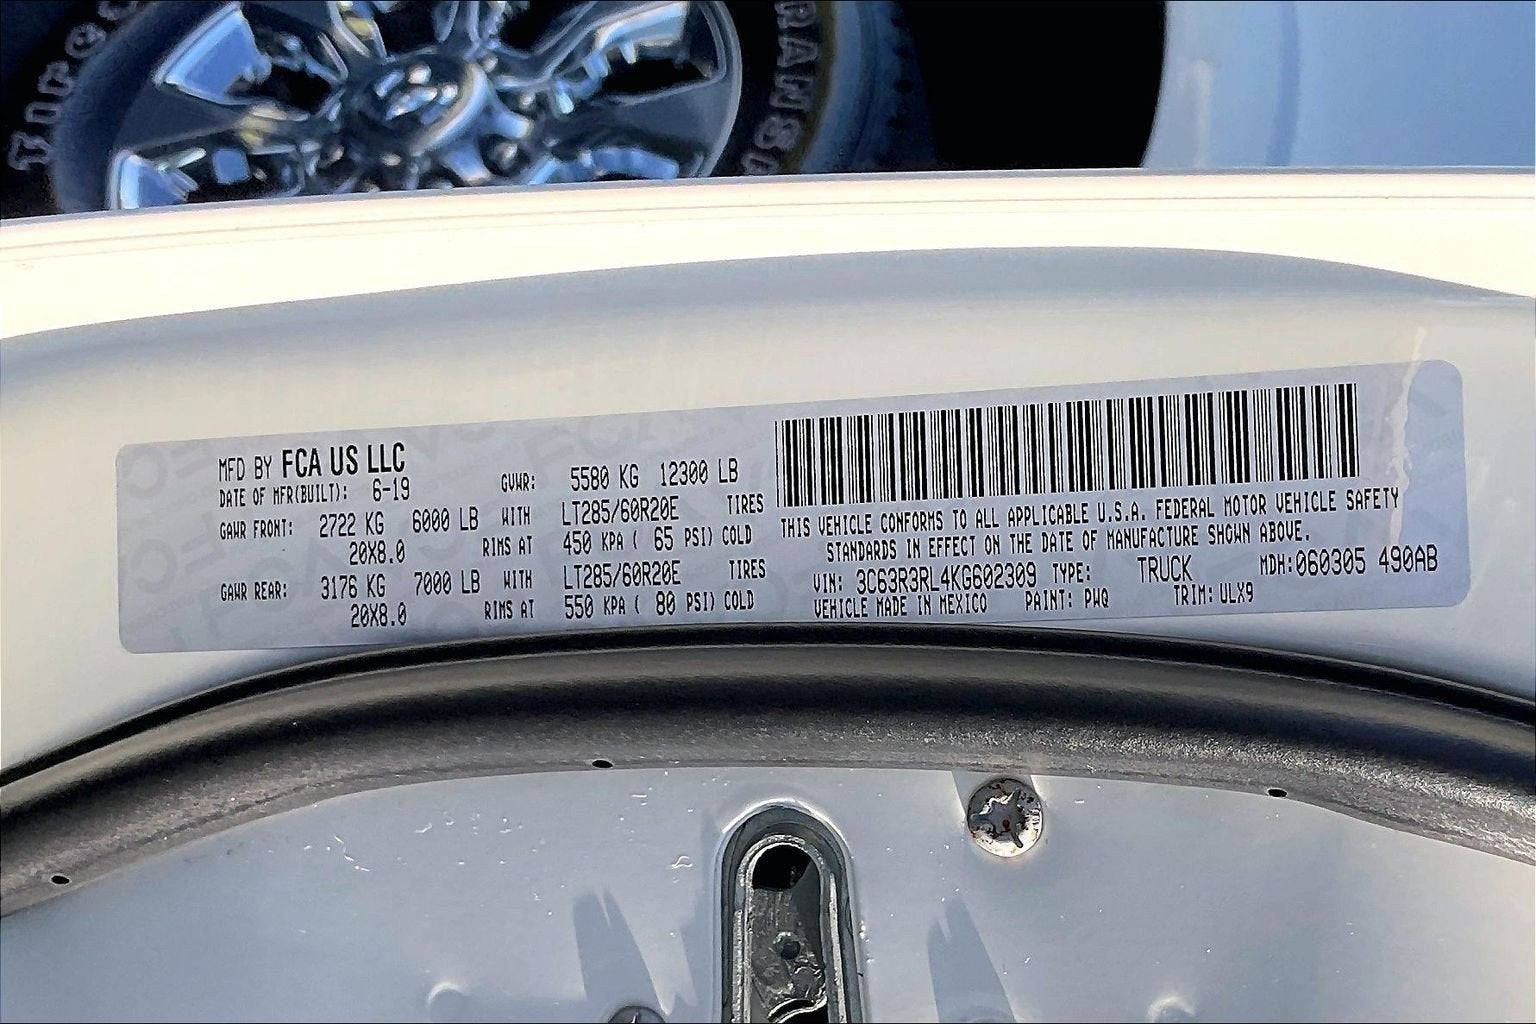 FIRES
TRANSF
MFD BY FCA US LLC
DATE OF MFR(BUILT): 6-19 GVWR: 5580 KG 12300 LB
GAWR FRONT: 2722 KG 6000 LB WITH LT285/60R20E TIRES
20X8.0 RIMS AT 450 KPA ( 65 PSI) COLD
GAWR REAR: 3176 KG 7000 LB WITH LT285/60R20E TIRES
20X8.0 RIMS AT 550 KPA ( 80 PSI) COLD
THIS VEHICLE CONFORMS TO ALL APPLICABLE U.S.A. FEDERAL MOTOR VEHICLE SAFETY
STANDARDS IN EFFECT ON THE DATE OF MANUFACTURE SHOWN ABOVE.
VIN: 3C63R3RL4KG602309 TYPE: TRUCK MDH:060305 490AB
VEHICLE MADE IN MEXICO PAINT: PWQ TRIM: ULX9